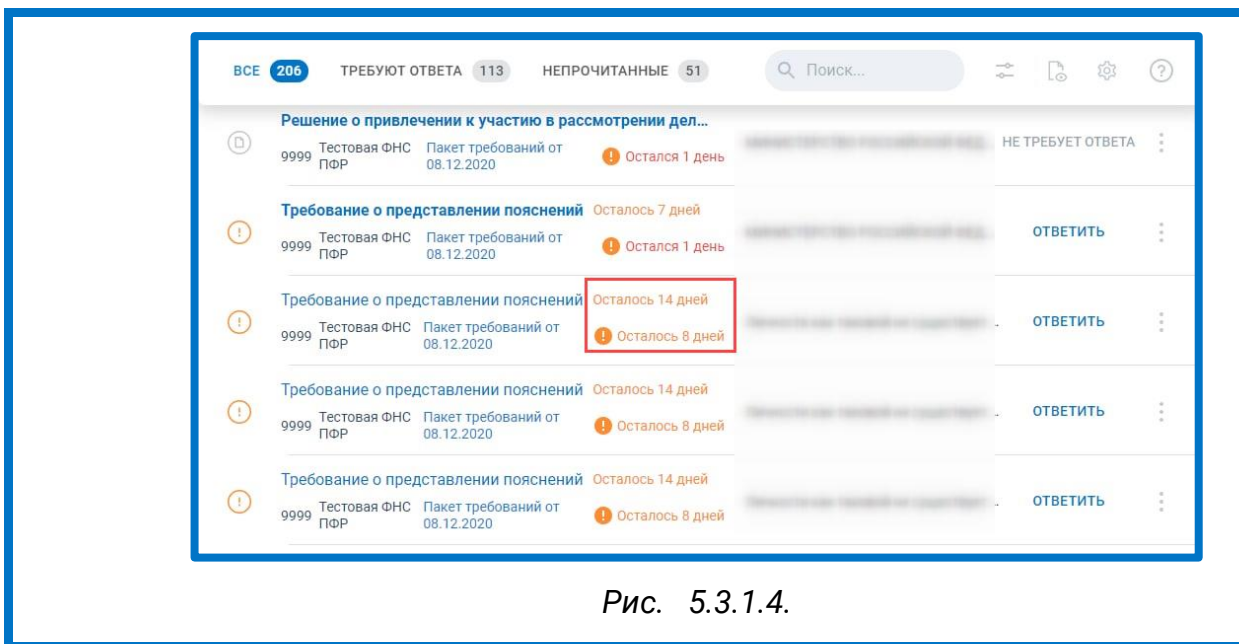 ВСЕ 206 ТРЕБУЮТ ОТВЕТА 113 НЕПРОЧИТАННЫЕ 51 Поиск...
Решение о привлечении к участию в рассмотрении дел...
9999 Тестовая ФНС Пакет требований от Остался 1 день НЕ ТРЕБУЕТ ОТВЕТА
ПФР 08.12.2020
Требование о представлении пояснений Осталось 7 дней
9999 Тестовая ФНС Пакет требований от Остался 1 день ОТВЕТИТЬ
ПФР 08.12.2020
Требование о представлении пояснений Осталось 14 дней
9999 Тестовая ФНС Пакет требований от Осталось 8 дней ОТВЕТИТЬ
ПФР 08.12.2020
Требование о представлении пояснений Осталось 14 дней
9999 Тестовая ФНС Пакет требований от Осталось 8 дней ОТВЕТИТЬ
ПФР 08.12.2020
Требование о представлении пояснений Осталось 14 дней
9999 Тестовая ФНС Пакет требований от Осталось 8 дней ОТВЕТИТЬ
ПФР 08.12.2020
Рис. 5.3.1.4.